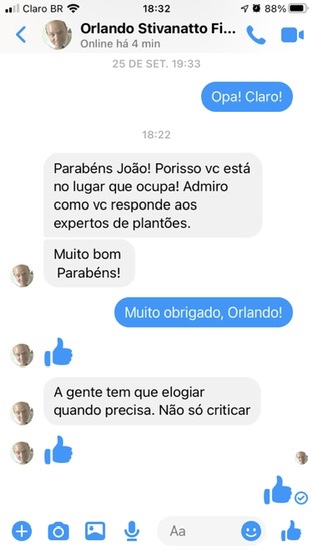 Claro BR 18:32 88%
Orlando Stivanatto Fi...
Online há 4 min
25 DE SET. 19:33
Opa! Claro!
18:22
Parabéns João! Porisso vc está
no lugar que ocupa! Admiro
como vc responde aos
expertos de plantões.
Muito bom
Parabéns!
Muito obrigado, Orlando!
A gente tem que elogiar
quando precisa. Não só criticar
Aa